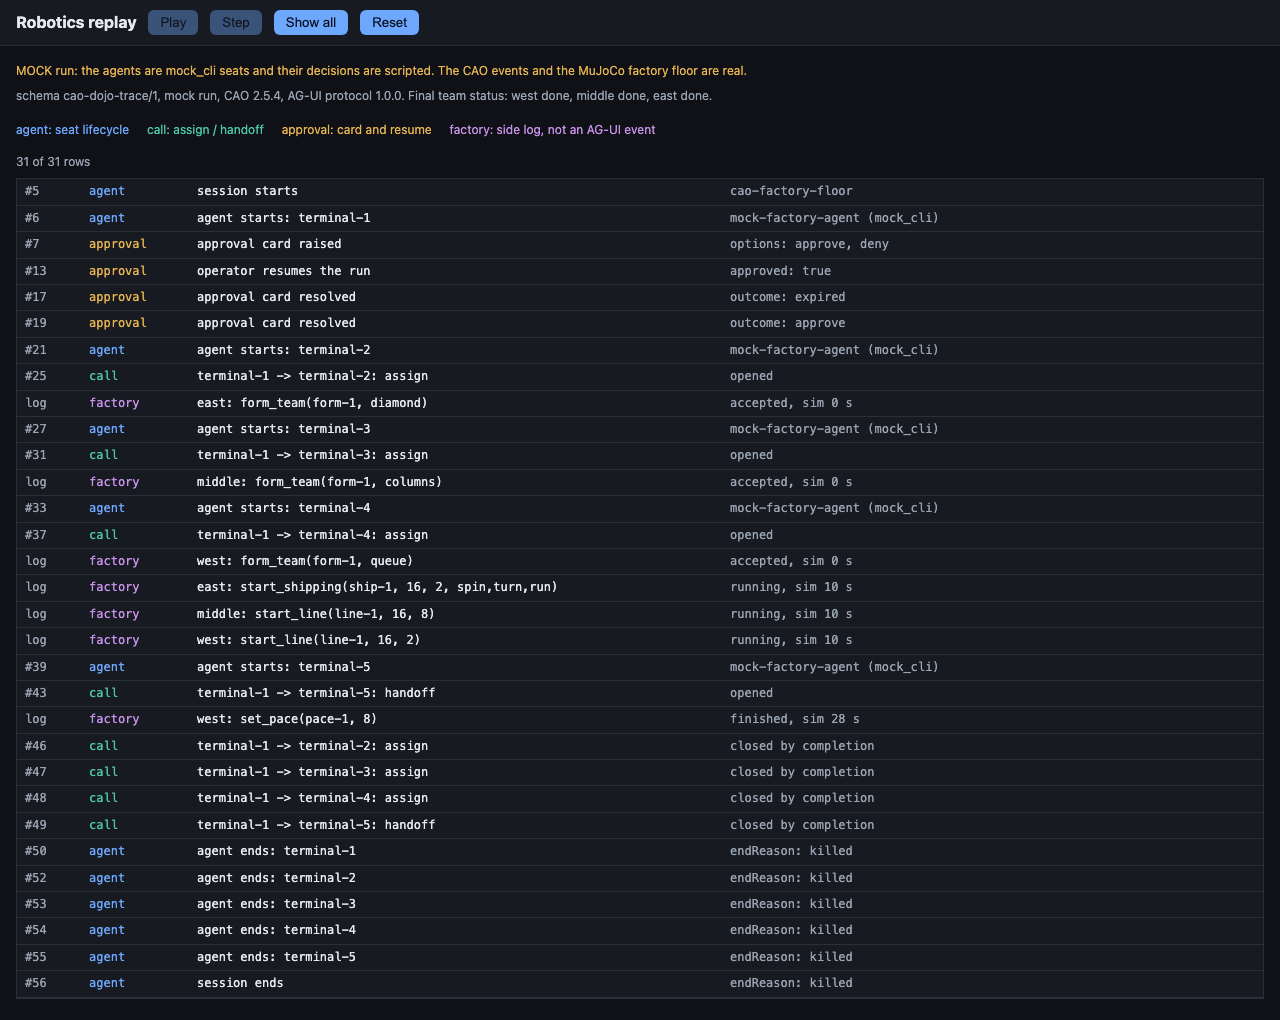 Robotics replay Play Step Show all Reset
MOCK run: the agents are mock_cli seats and their decisions are scripted. The CAO events and the MuJoCo factory floor are real.
schema cao-dojo-trace/1, mock run, CAO 2.5.4, AG-UI protocol 1.0.0. Final team status: west done, middle done, east done.
agent: seat lifecycle call: assign / handoff approval: card and resume factory: side log, not an AG-UI event
31 of 31 rows
#5 agent session starts cao-factory-floor
#6 agent agent starts: terminal-1 mock-factory-agent (mock_cli)
#7 approval approval card raised options: approve, deny
#13 approval operator resumes the run approved: true
#17 approval approval card resolved outcome: expired
#19 approval approval card resolved outcome: approve
#21 agent agent starts: terminal-2 mock-factory-agent (mock_cli)
#25 call terminal-1 -> terminal-2: assign opened
log factory east: form_team(form-1, diamond) accepted, sim 0 s
#27 agent agent starts: terminal-3 mock-factory-agent (mock_cli)
#31 call terminal-1 -> terminal-3: assign opened
log factory middle: form_team(form-1, columns) accepted, sim 0 s
#33 agent agent starts: terminal-4 mock-factory-agent (mock_cli)
#37 call terminal-1 -> terminal-4: assign opened
log factory west: form_team(form-1, queue) accepted, sim 0 s
log factory east: start_shipping(ship-1, 16, 2, spin,turn,run) running, sim 10 s
log factory middle: start_line(line-1, 16, 8) running, sim 10 s
log factory west: start_line(line-1, 16, 2) running, sim 10 s
#39 agent agent starts: terminal-5 mock-factory-agent (mock_cli)
#43 call terminal-1 -> terminal-5: handoff opened
log factory west: set_pace(pace-1, 8) finished, sim 28 s
#46 call terminal-1 -> terminal-2: assign closed by completion
#47 call terminal-1 -> terminal-3: assign closed by completion
#48 call terminal-1 -> terminal-4: assign closed by completion
#49 call terminal-1 -> terminal-5: handoff closed by completion
#50 agent agent ends: terminal-1 endReason: killed
#52 agent agent ends: terminal-2 endReason: killed
#53 agent agent ends: terminal-3 endReason: killed
#54 agent agent ends: terminal-4 endReason: killed
#55 agent agent ends: terminal-5 endReason: killed
#56 agent session ends endReason: killed